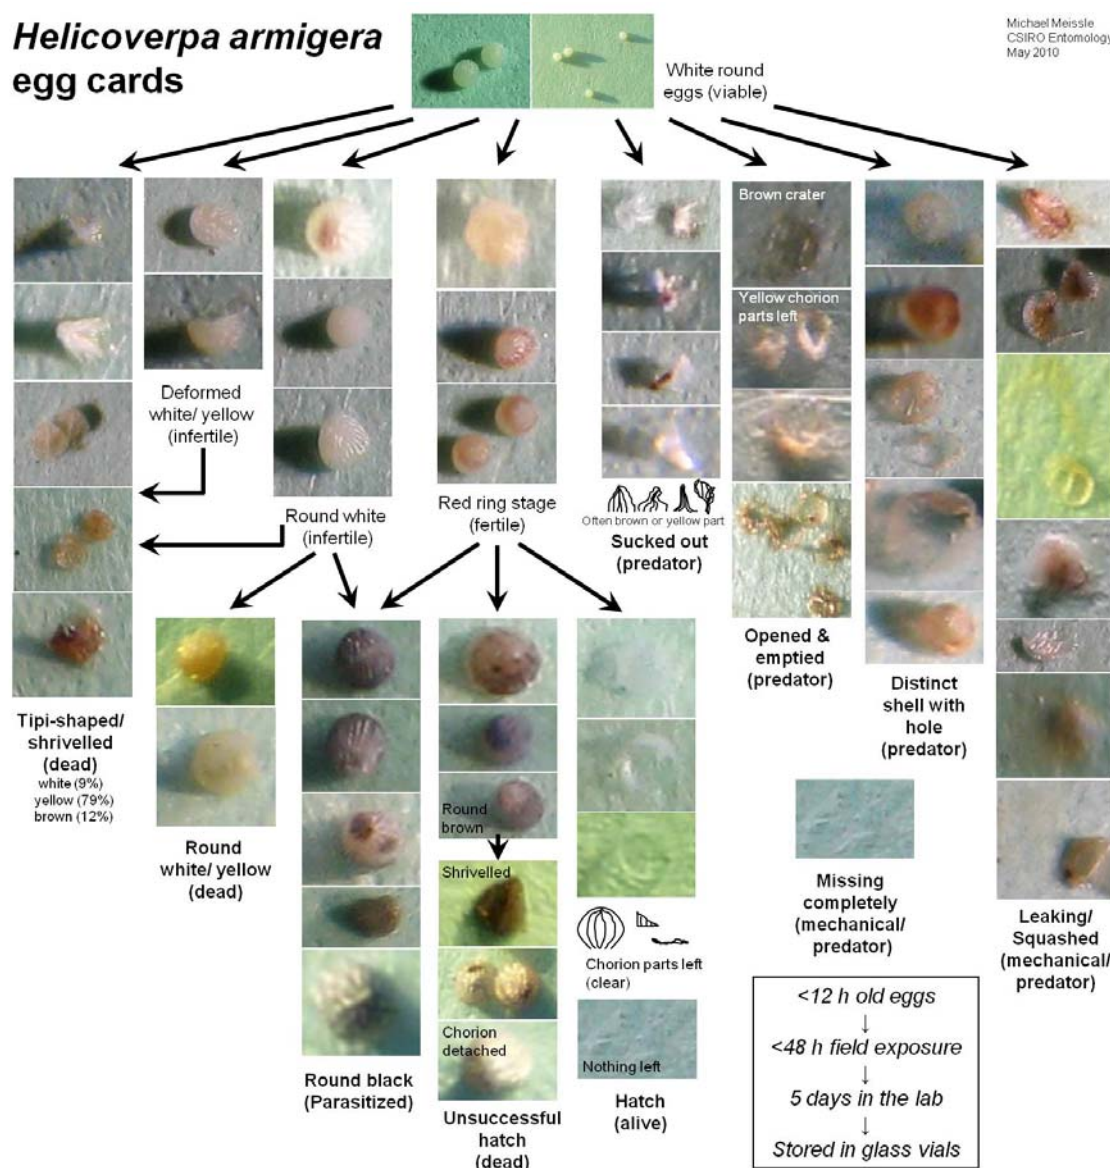 Helicoverpa armigera
egg cards
Michael Meissle
CSIRO Entomology
May 2010
White round
eggs (viable)
Brown crater
Yellow chorion
parts left
Deformed
white/ yellow
(infertile)
Round white
(infertile)
Red ring stage
(fertile)
Often brown or yellow part
Sucked out
(predator)
Opened &
emptied
(predator)
Distinct
shell with
hole
(predator)
Tipi-shaped/
shrivelled
(dead)
white (9%)
yellow (79%)
brown (12%)
Round
white/ yellow
(dead)
Round
brown
Shrivelled
Chorion
detached
Round black
(Parasitized)
Unsuccessful
hatch
(dead)
Chorion parts left
(clear)
Nothing left
Hatch
(alive)
Missing
completely
(mechanical/
predator)
Leaking/
Squashed
(mechanical/
predator)
<12 h old eggs
↓
<48 h field exposure
↓
5 days in the lab
↓
Stored in glass vials